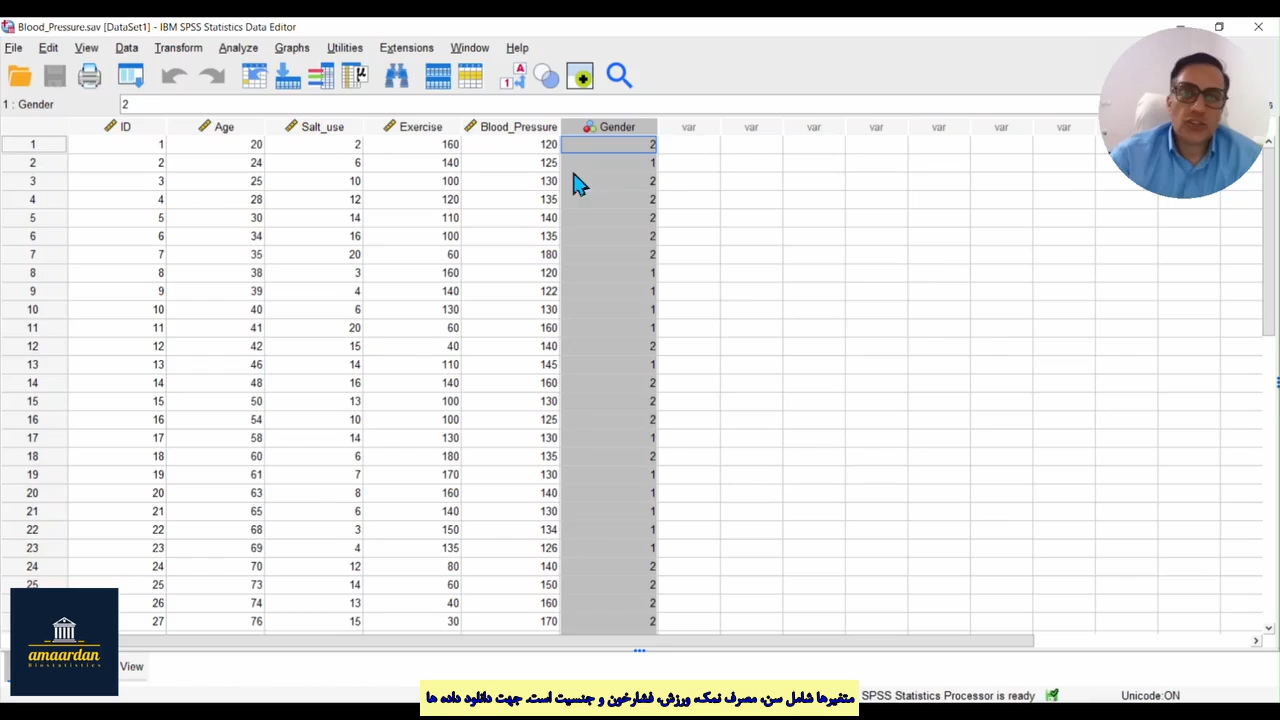 Blood_Pressure.sav [DataSet1] - IBM SPSS Statistics Data Editor
File Edit View Data Transform Analyze Graphs Utilities Extensions Window Help
1 : Gender 2
ID Age Salt_use Exercise Blood_Pressure Gender var var var var var var var
1 1 20 2 160 120 2
2 2 24 6 140 125 1
3 3 25 10 100 130 2
4 4 28 12 120 135 2
5 5 30 14 110 140 2
6 6 34 16 100 135 2
7 7 35 20 60 180 2
8 8 38 3 160 120 1
9 9 39 4 140 122 1
10 10 40 6 130 130 1
11 11 41 20 60 160 1
12 12 42 15 40 140 2
13 13 46 14 110 145 1
14 14 48 16 140 160 2
15 15 50 13 100 130 2
16 16 54 10 100 125 2
17 17 58 14 130 130 1
18 18 60 6 180 135 2
19 19 61 7 170 130 1
20 20 63 8 160 140 1
21 21 65 6 140 130 1
22 22 68 3 150 134 1
23 23 69 4 135 126 1
24 24 70 12 80 140 2
25 25 73 14 60 150 2
26 74 13 40 160 2
27 76 15 30 170 2
amaardan
Biostatistics
View
متغیرها شامل سن، مصرف نمک، ورزش، فشارخون و جنسیت است. جهت دانلود داده ها
SPSS Statistics Processor is ready Unicode:ON